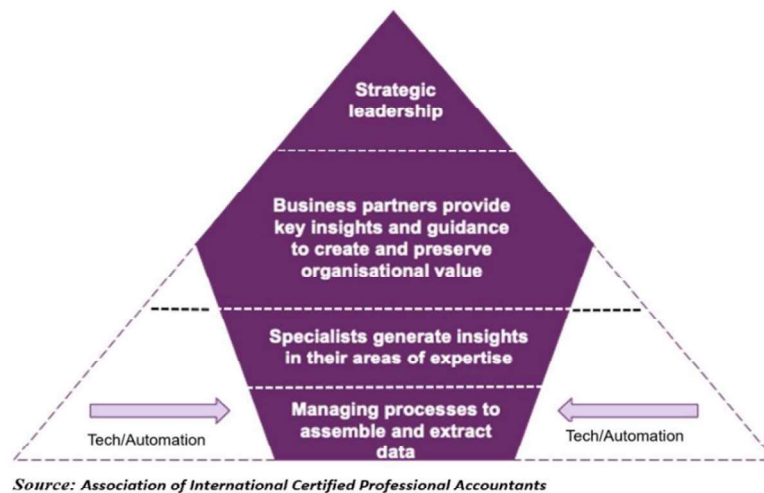 Strategic
leadership
Business partners provide
key insights and guidance
to create and preserve
organisational value
Specialists generate insights
in their areas of expertise
Managing processes to
assemble and extract
data
Tech/Automation
Tech/Automation
Source: Association of International Certified Professional Accountants